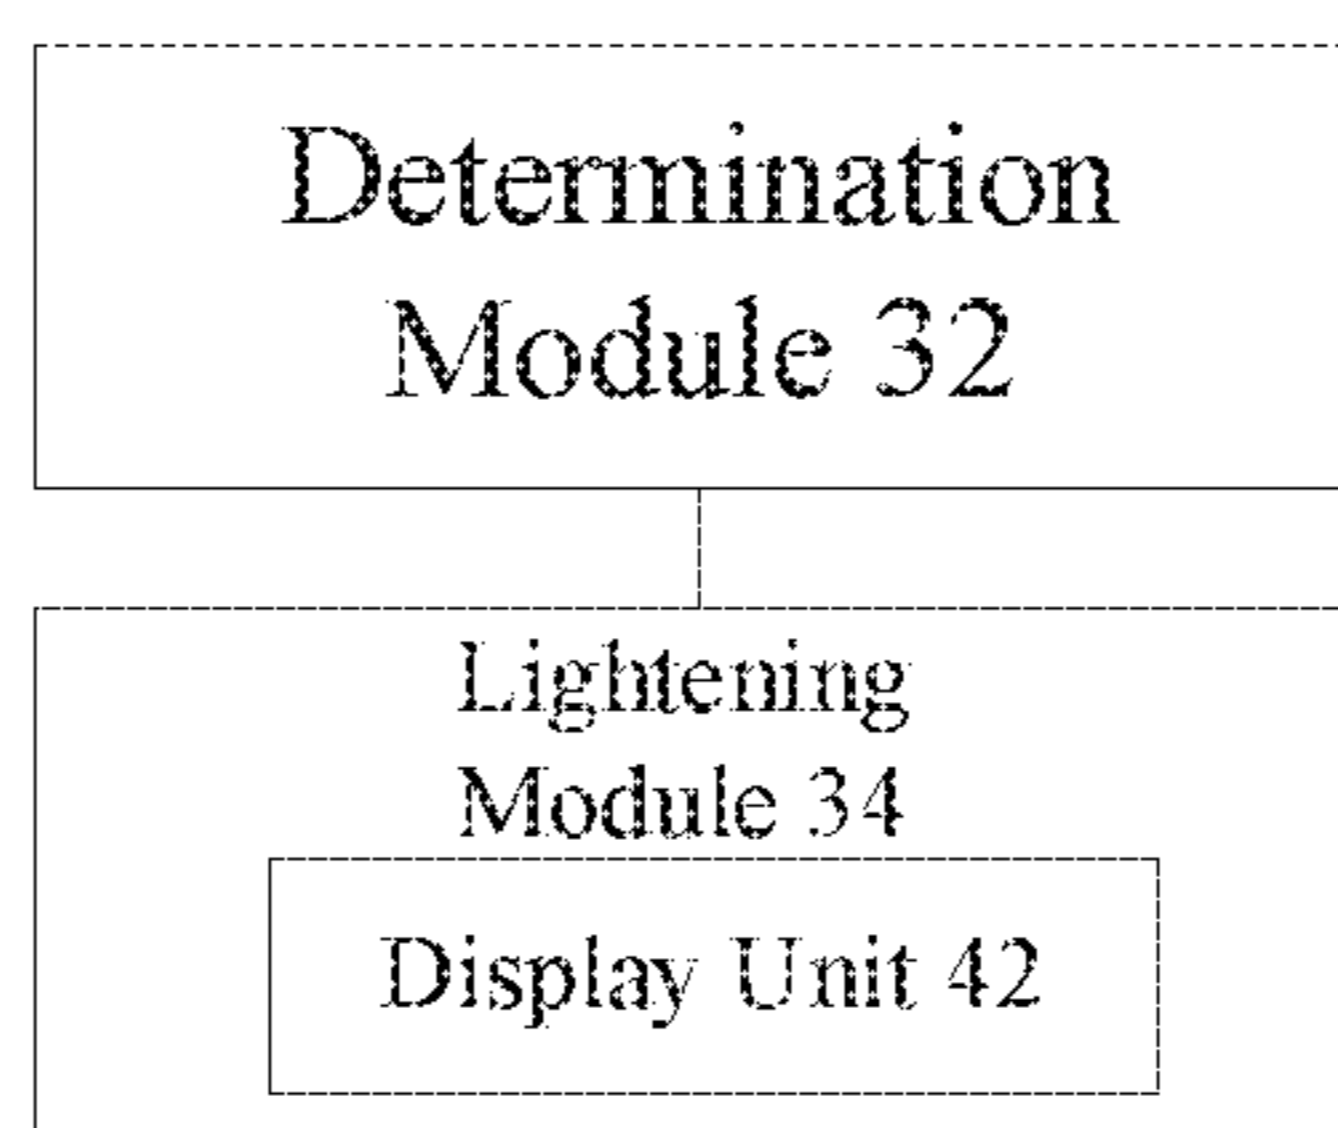 Determination
Module 32
Lightening
Module 34
Display Unit 42